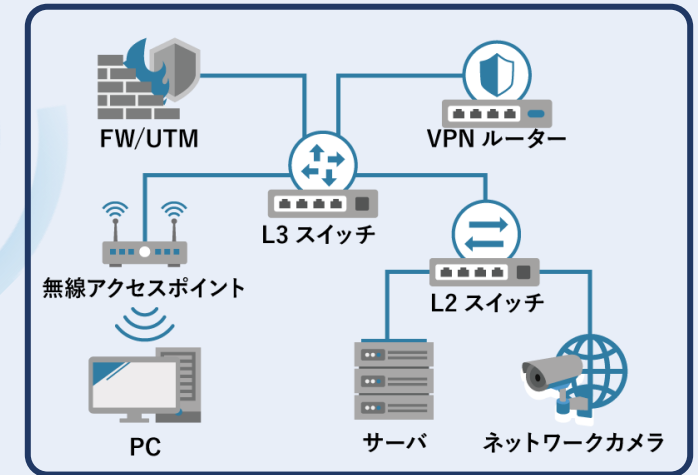 FW/UTM
VPN ルーター
L3 スイッチ
無線アクセスポイント
L2 スイッチ
PC
サーバ
ネットワークカメラ